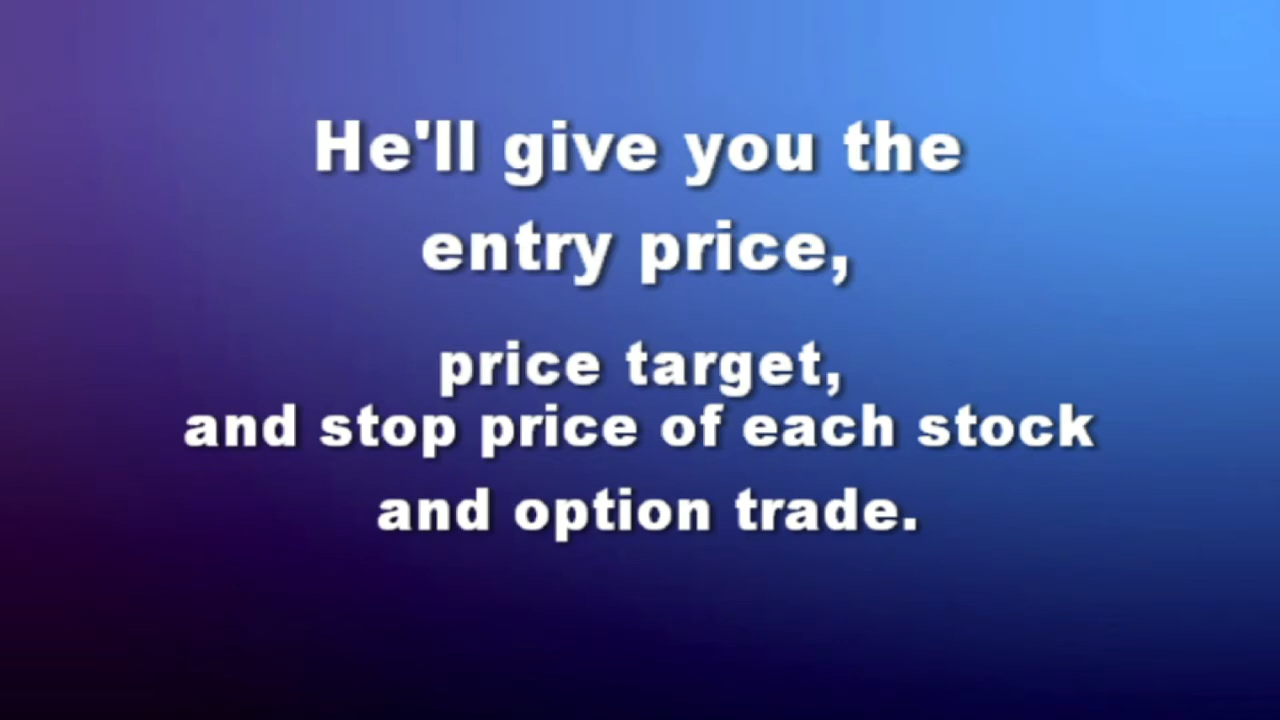 He'll give you the
entry price,
price target,
and stop price of each stock
and option trade.